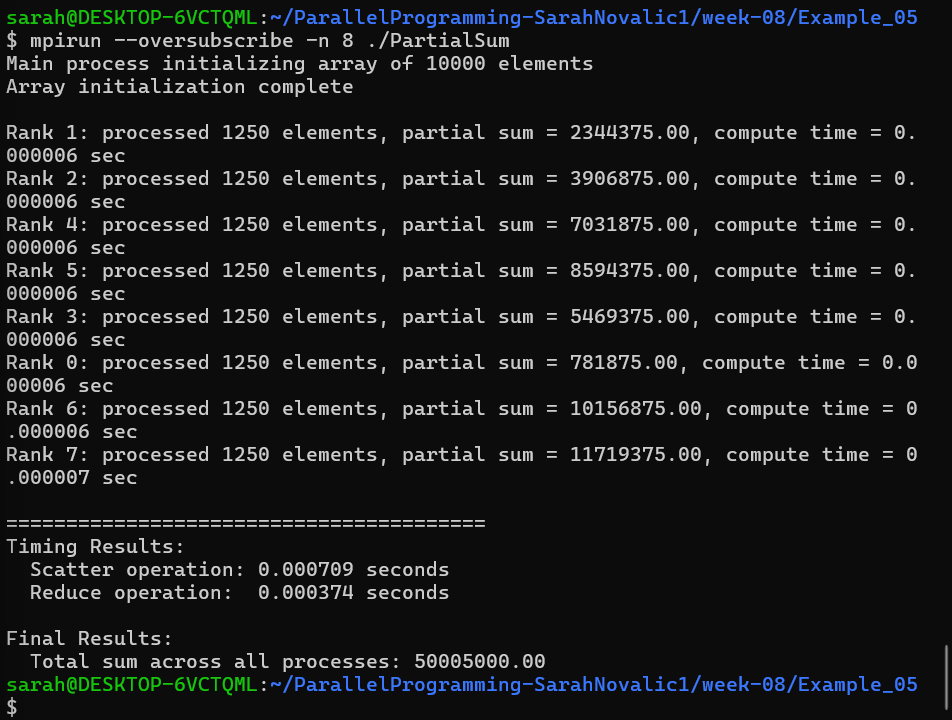 sarah@DESKTOP-6VCTQML:~/ParallelProgramming-SarahNovalic1/week-08/Example_05
$ mpirun --oversubscribe -n 8 ./PartialSum
Main process initializing array of 10000 elements
Array initialization complete

Rank 1: processed 1250 elements, partial sum = 2344375.00, compute time = 0.
000006 sec
Rank 2: processed 1250 elements, partial sum = 3906875.00, compute time = 0.
000006 sec
Rank 4: processed 1250 elements, partial sum = 7031875.00, compute time = 0.
000006 sec
Rank 5: processed 1250 elements, partial sum = 8594375.00, compute time = 0.
000006 sec
Rank 3: processed 1250 elements, partial sum = 5469375.00, compute time = 0.
000006 sec
Rank 0: processed 1250 elements, partial sum = 781875.00, compute time = 0.0
00006 sec
Rank 6: processed 1250 elements, partial sum = 10156875.00, compute time = 0
.000006 sec
Rank 7: processed 1250 elements, partial sum = 11719375.00, compute time = 0
.000007 sec

========================================
Timing Results:
  Scatter operation: 0.000709 seconds
  Reduce operation:  0.000374 seconds

Final Results:
  Total sum across all processes: 50005000.00
sarah@DESKTOP-6VCTQML:~/ParallelProgramming-SarahNovalic1/week-08/Example_05
$